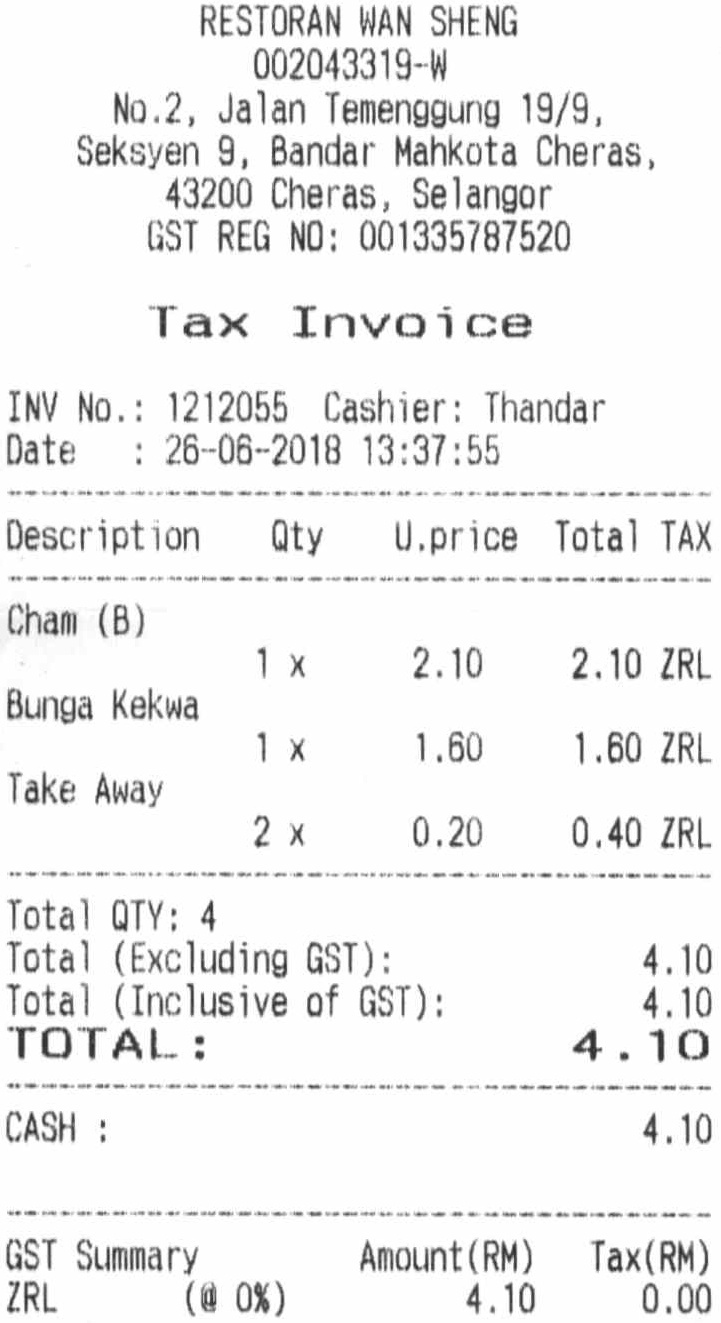 RESTORAN WAN SHENG
002043319-W
No.2, Jalan Temenggung 19/9,
Seksyen 9, Bandar Mahkota Cheras,
43200 Cheras, Selangor
GST REG NO: 001335787520
Tax Invoice
INV No.: 1212055 Cashier: Thandar
Date : 26-06-2018 13:37:55
Description Qty U.price Total TAX
Cham (B)
1 x 2.10 2.10 ZRL
Bunga Kekwa
1 x 1.60 1.60 ZRL
Take Away
2 x 0.20 0.40 ZRL
Total QTY: 4
Total (Excluding GST): 4.10
Total (Inclusive of GST): 4.10
TOTAL: 4.10
CASH : 4.10
GST Summary Amount(RM) Tax(RM)
ZRL (@ 0%) 4.10 0.00